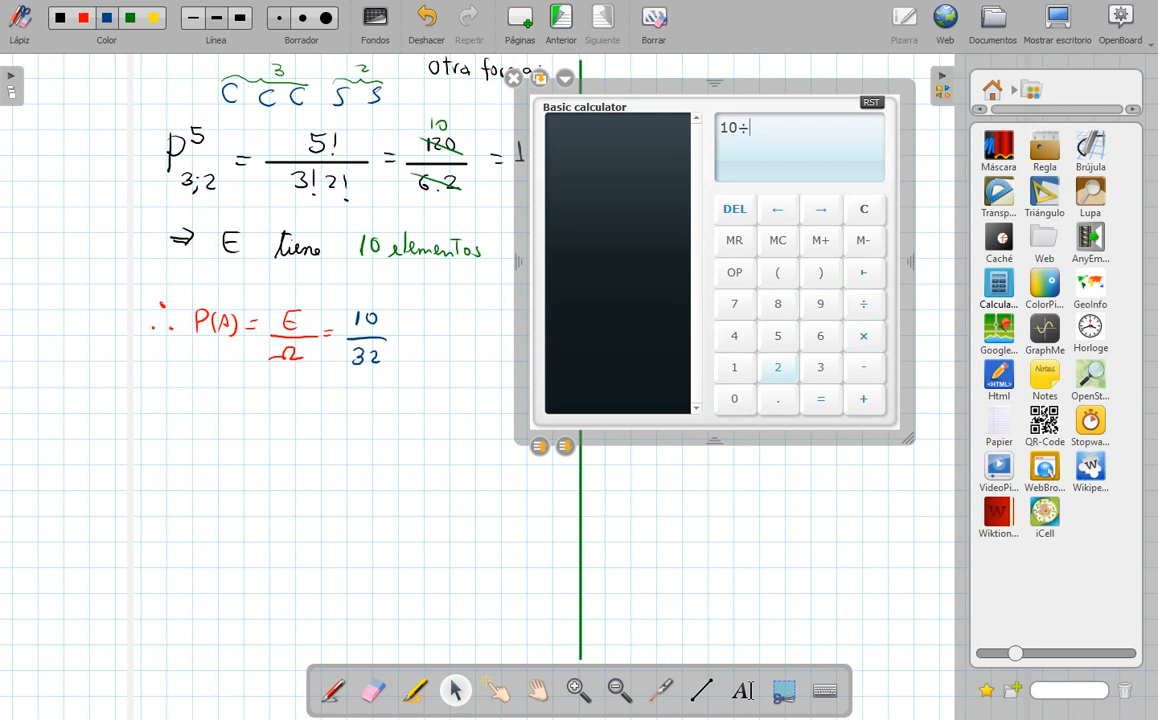 Lápiz Color Línea Borrador Fondos Deshacer Repetir Páginas Anterior Siguiente Borrar Pizarra Web Documentos Mostrar escritorio OpenBoard
3 2
C C C S S
Otra forma:
P 5 3;2 = 5! / 3! 2! = 120 / 6.2 = 1
10
⇒ E tiene 10 elementos
∴ P(A) = E / Ω = 10 / 32
Basic calculator
RST
10÷
DEL ← → C
MR MC M+ M-
OP ( ) ⊢
7 8 9 ÷
4 5 6 ×
1 2 3 -
0 . = +
Máscara Regla Brújula
Transp... Triángulo Lupa
Caché Web AnyEm...
Calcula... ColorPi... GeoInfo
Google... GraphMe Horloge
Html Notes OpenSt...
Papier QR-Code Stopwa...
VideoPi... WebBro... Wikipe...
Wiktion... iCell